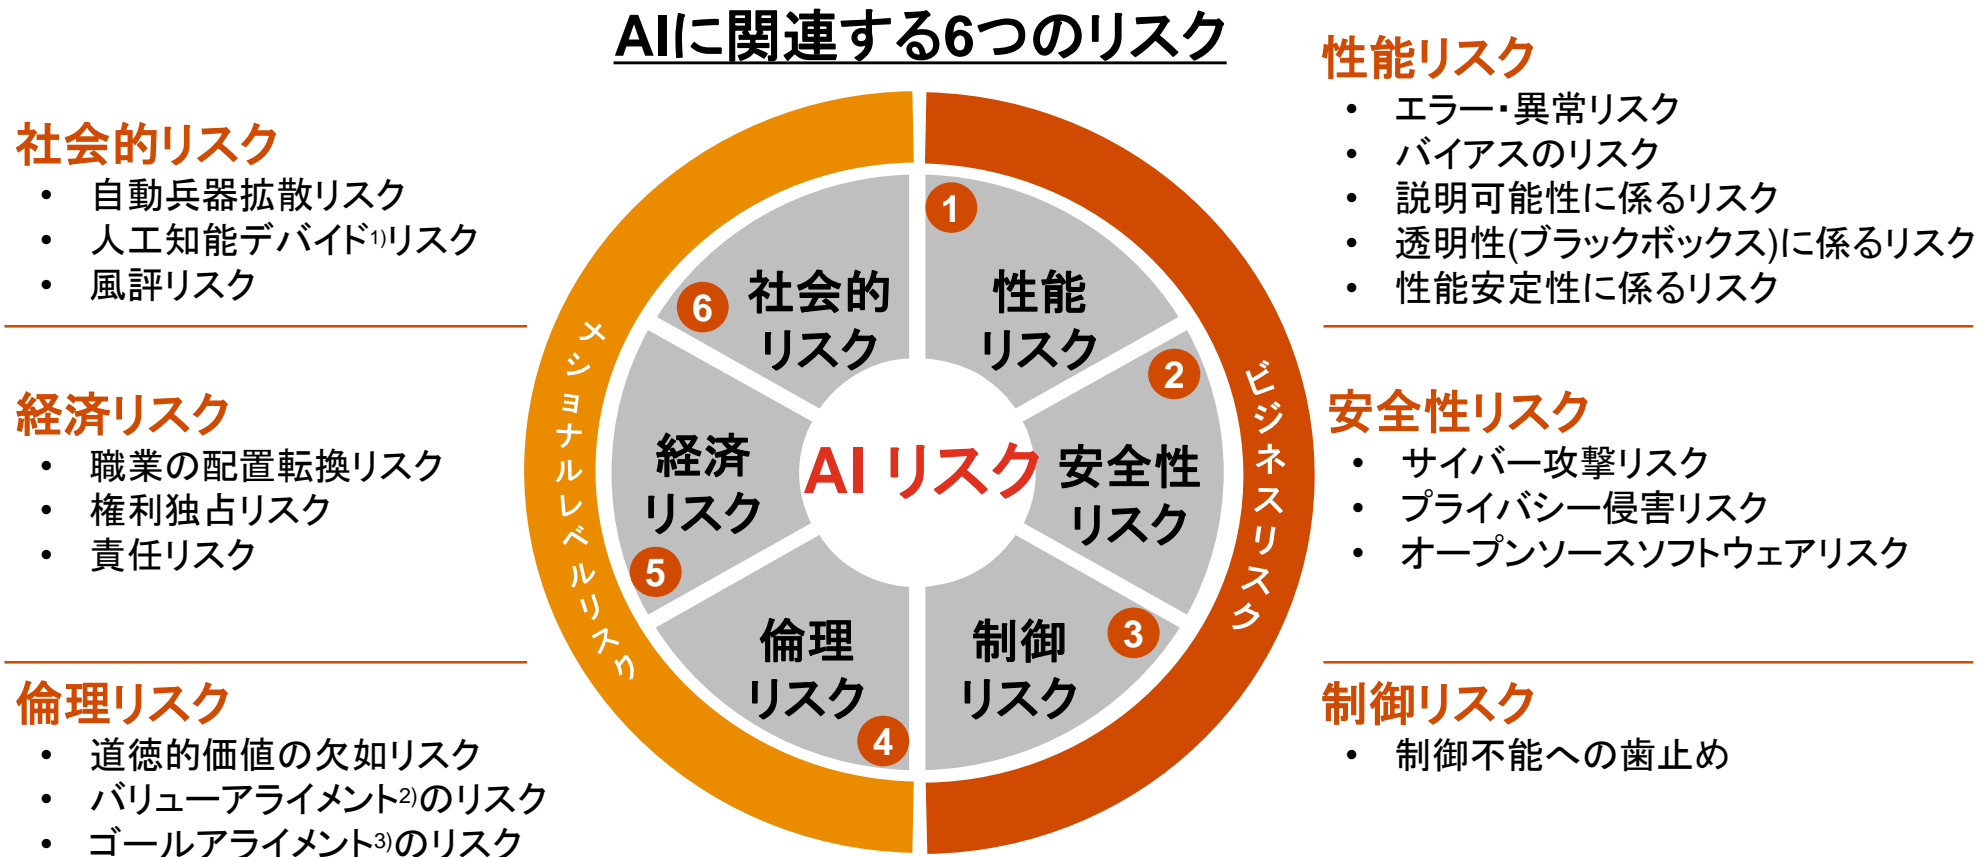 AIに関連する6つのリスク
社会的リスク
• 自動兵器拡散リスク
• 人工知能デバイド1)リスク
• 風評リスク
経済リスク
• 職業の配置転換リスク
• 権利独占リスク
• 責任リスク
倫理リスク
• 道徳的価値の欠如リスク
• バリューアライメント2)のリスク
• ゴールアライメント3)のリスク
メショナルレベルリスク
ビジネスリスク
1
性能
リスク
2
安全性
リスク
3
制御
リスク
4
倫理
リスク
5
経済
リスク
6
社会的
リスク
AI リスク
性能リスク
• エラー・異常リスク
• バイアスのリスク
• 説明可能性に係るリスク
• 透明性(ブラックボックス)に係るリスク
• 性能安定性に係るリスク
安全性リスク
• サイバー攻撃リスク
• プライバシー侵害リスク
• オープンソースソフトウェアリスク
制御リスク
• 制御不能への歯止め